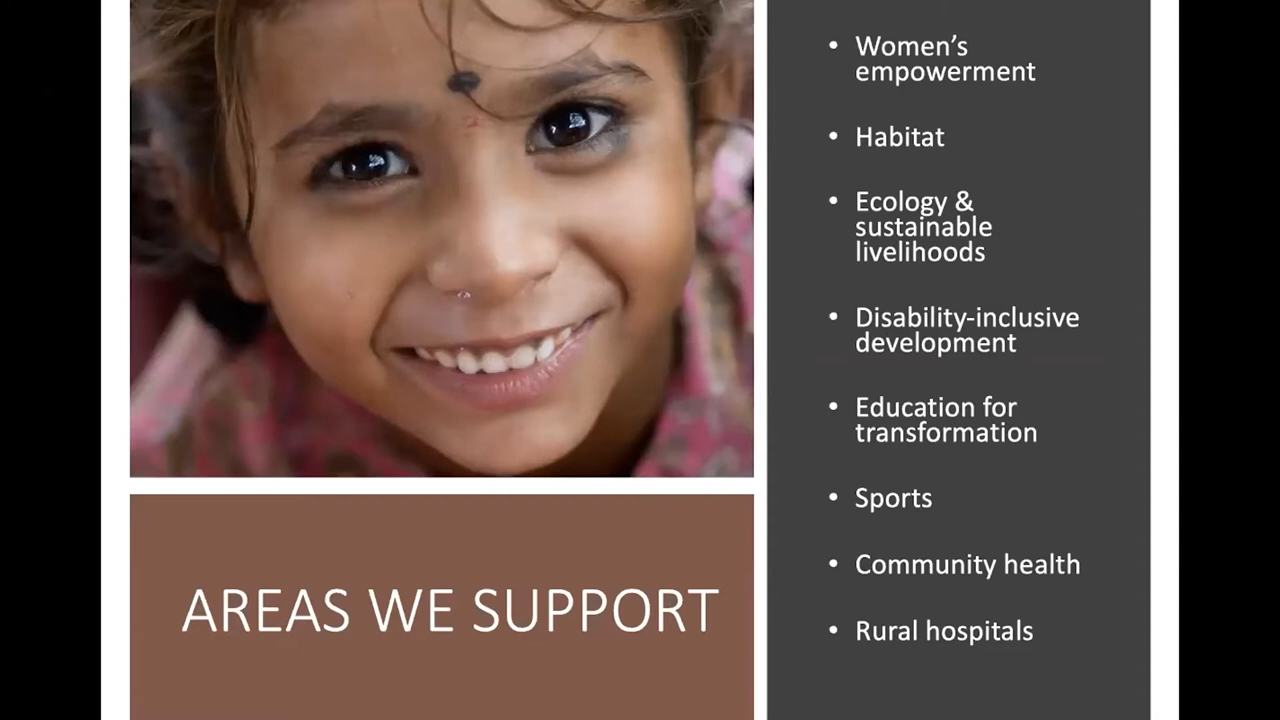 Women’s
empowerment
Habitat
Ecology &
sustainable
livelihoods
Disability-inclusive
development
Education for
transformation
Sports
Community health
Rural hospitals
AREAS WE SUPPORT